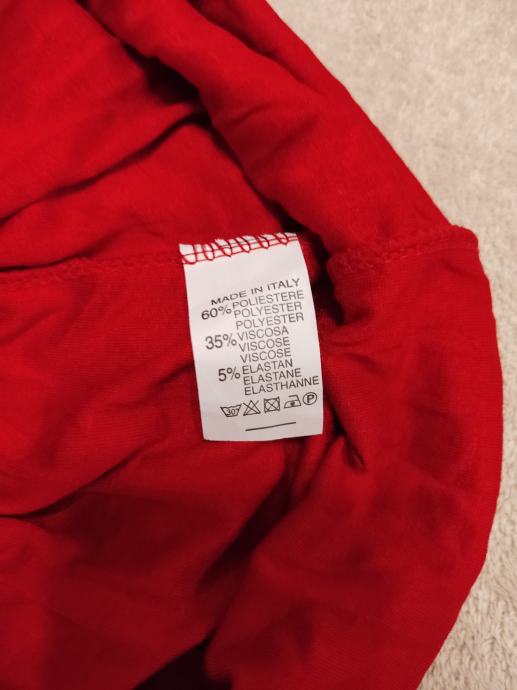 MADE IN ITALY
60% POLIESTERE
POLYESTER
POLYESTER
35% VISCOSA
VISCOSE
VISCOSE
5% ELASTAN
ELASTANE
ELASTHANNE
30° P